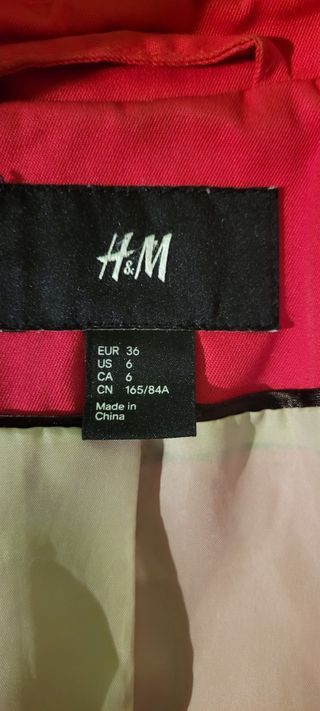 H&M
EUR 36
US 6
CA 6
CN 165/84A
Made in
China